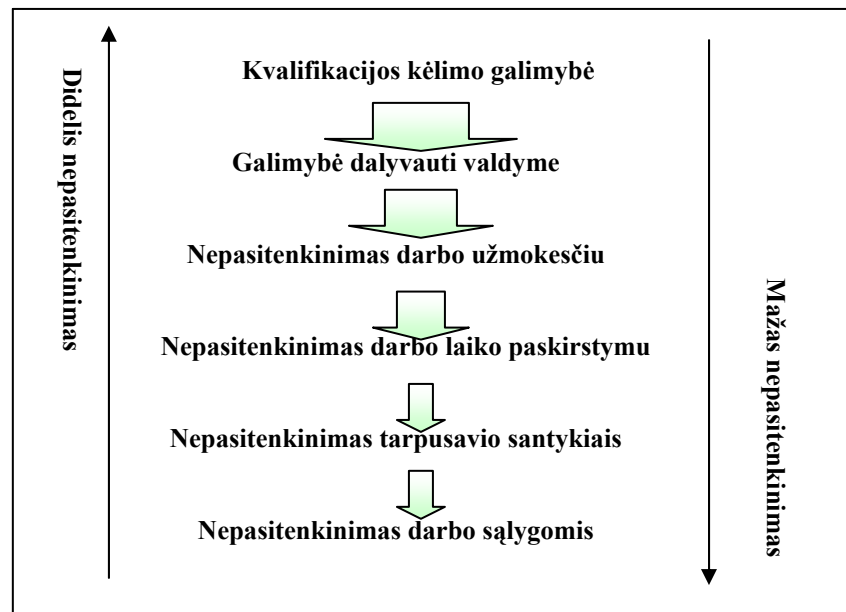 Didelis nepasitenkinimas
Kvalifikacijos kėlimo galimybė
Galimybė dalyvauti valdyme
Nepasitenkinimas darbo užmokesčiu
Nepasitenkinimas darbo laiko paskirstymu
Nepasitenkinimas tarpusavio santykiais
Nepasitenkinimas darbo sąlygomis
Mažas nepasitenkinimas